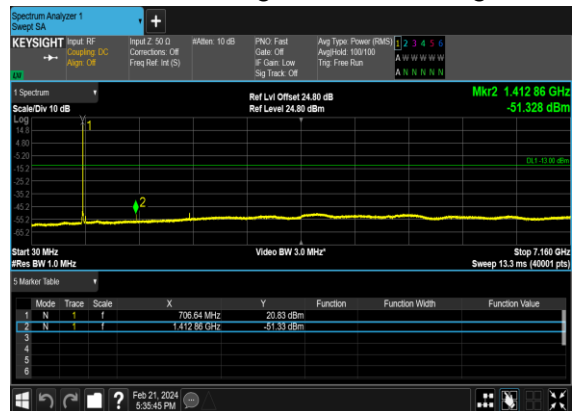 Spectrum Analyzer 1
Swept SA
+
KEYSIGHT Input: RF
Coupling: DC
Align: Off
Input Z: 50 Ω
Corrections: Off
Freq Ref: Int (S)
#Atten: 10 dB
PNO: Fast
Gate: Off
IF Gain: Low
Sig Track: Off
Avg Type: Power (RMS)
Avg|Hold: 100/100
Trig: Free Run
1 2 3 4 5 6
A W W W W W
A N N N N N
1 Spectrum
Scale/Div 10 dB
Ref Lvl Offset 24.80 dB
Ref Level 24.80 dBm
Mkr2 1.412 86 GHz
-51.328 dBm
Log
14.8
4.80
-5.20
-15.2
-25.2
-35.2
-45.2
-55.2
-65.2
1
2
DL1 -13.00 dBm
Start 30 MHz
#Res BW 1.0 MHz
Video BW 3.0 MHz*
Stop 7.160 GHz
Sweep 13.3 ms (40001 pts)
5 Marker Table
Mode Trace Scale X Y Function Function Width Function Value
1 N 1 f 706.64 MHz 20.83 dBm
2 N 1 f 1.412 86 GHz -51.33 dBm
3
4
5
6
? Feb 21, 2024
5:35:45 PM